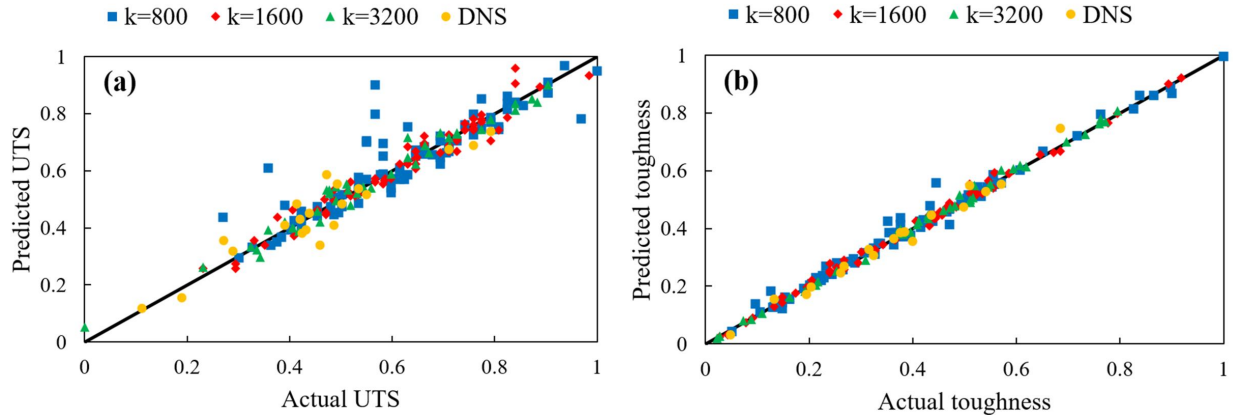 k=800 k=1600 k=3200 DNS
(a)
Predicted UTS
1
0.8
0.6
0.4
0.2
0
0 0.2 0.4 0.6 0.8 1
Actual UTS
k=800 k=1600 k=3200 DNS
(b)
Predicted toughness
1
0.8
0.6
0.4
0.2
0
0 0.2 0.4 0.6 0.8 1
Actual toughness